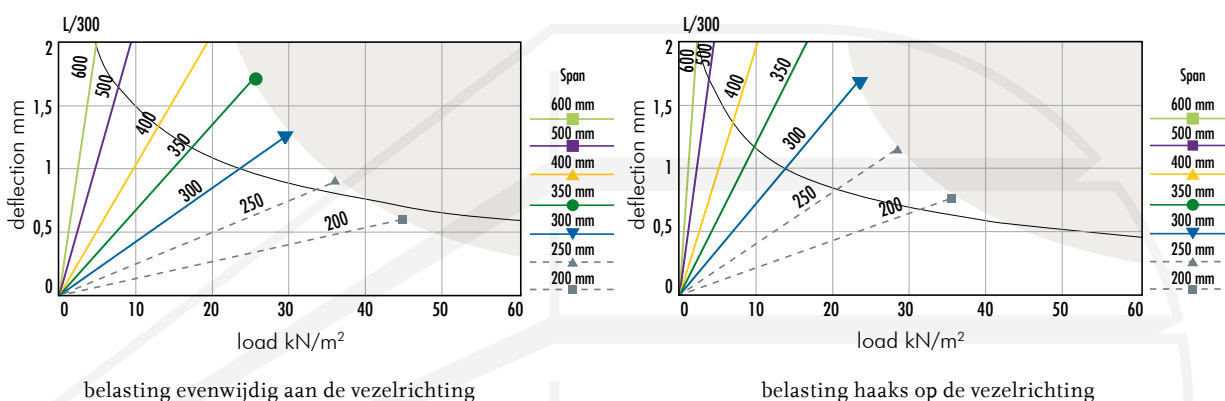 L/300
2
1,5
1
0,5
0
deflection mm
600
500
400
350
300
250
200
0 10 20 30 40 50 60
load kN/m²
Span
600 mm
500 mm
400 mm
350 mm
300 mm
250 mm
200 mm
belasting evenwijdig aan de vezelrichting
L/300
2
1,5
1
0,5
0
deflection mm
600
500
400
350
300
250
200
0 10 20 30 40 50 60
load kN/m²
Span
600 mm
500 mm
400 mm
350 mm
300 mm
250 mm
200 mm
belasting haaks op de vezelrichting